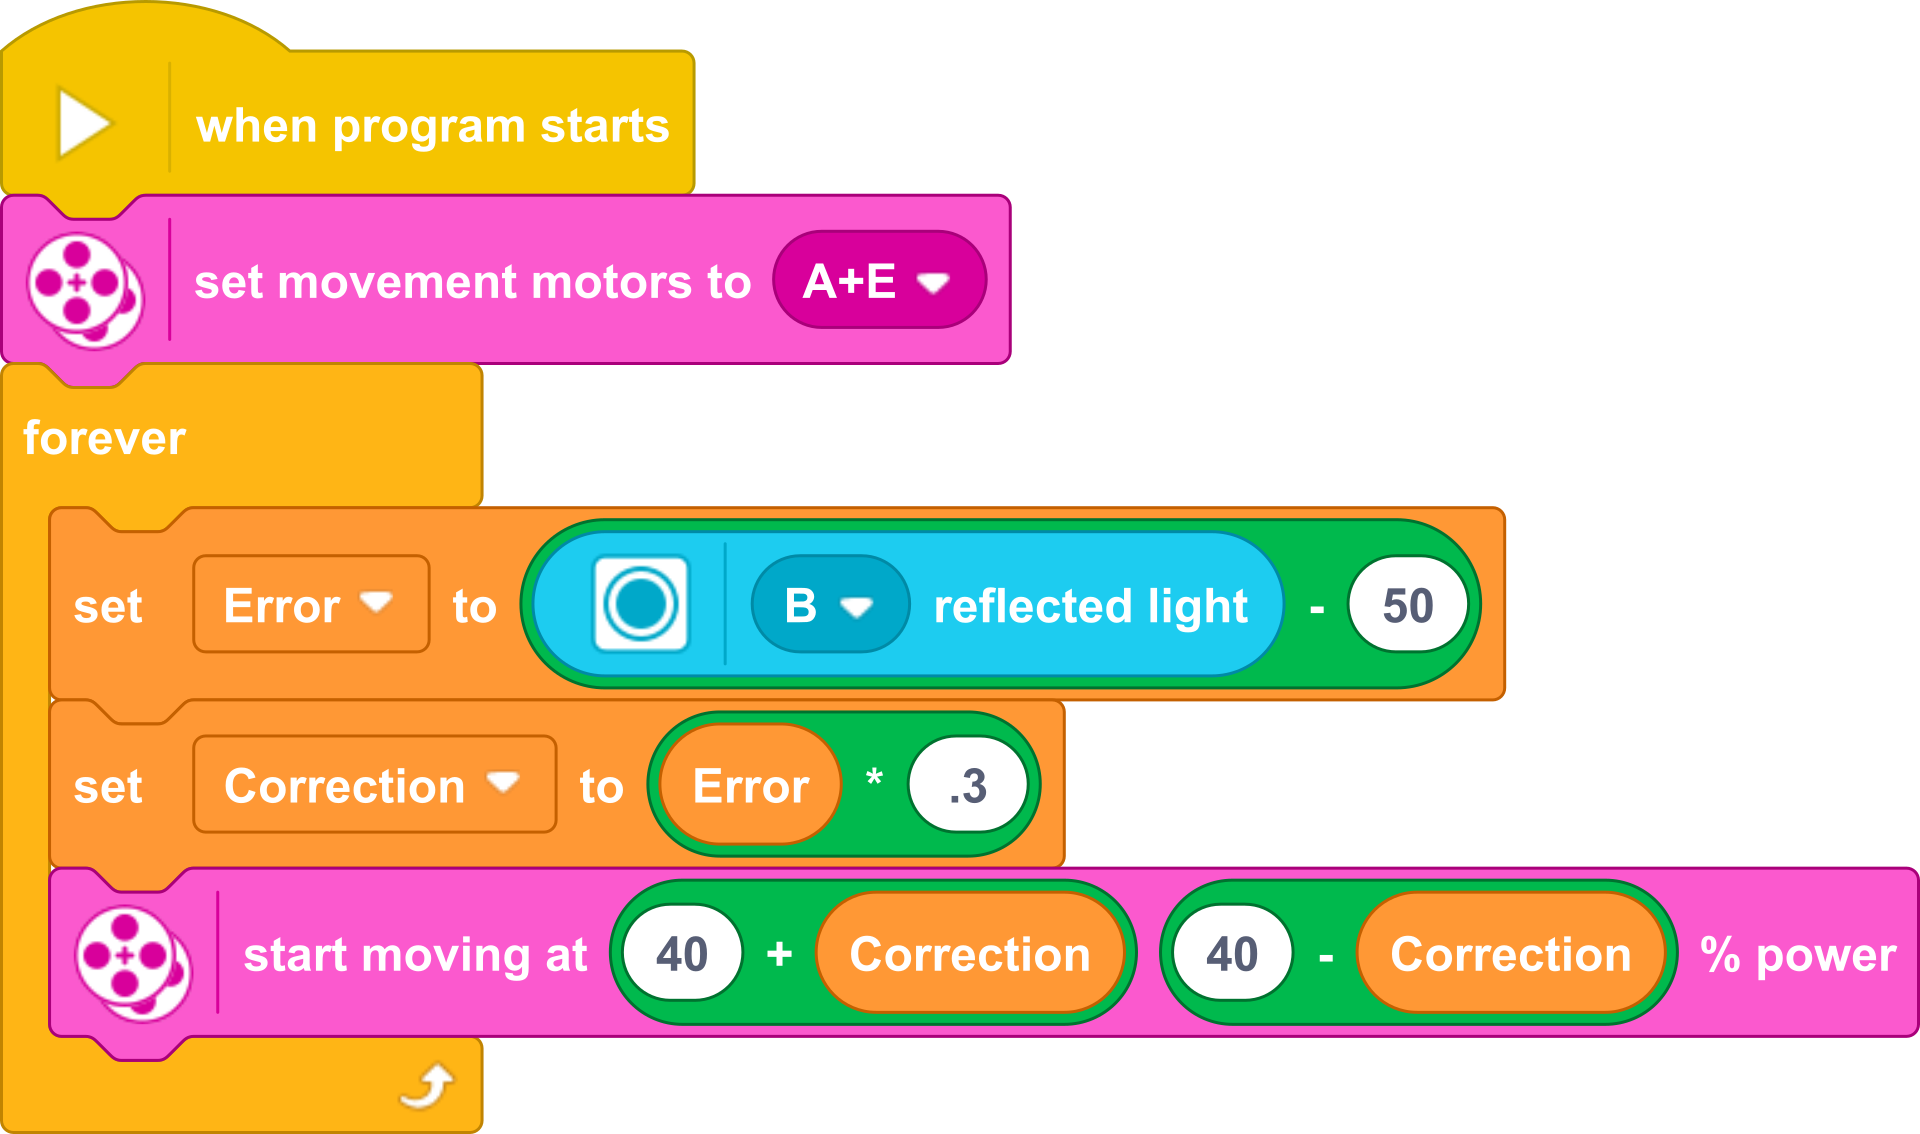 when program starts
set movement motors to A+E
forever
set Error to B reflected light - 50
set Correction to Error * .3
start moving at 40 + Correction 40 - Correction % power